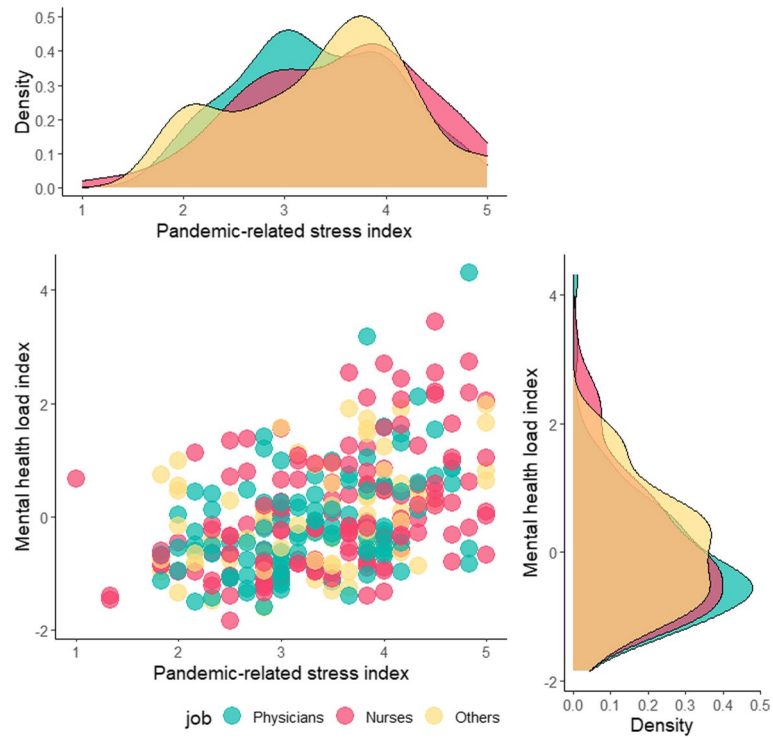 0.5
0.4
0.3
0.2
0.1
0.0
Density
1 2 3 4 5
Pandemic-related stress index
4
2
0
-2
Mental health load index
1 2 3 4 5
Pandemic-related stress index
4
2
0
-2
Mental health load index
0.0 0.1 0.2 0.3 0.4 0.5
Density
job Physicians Nurses Others